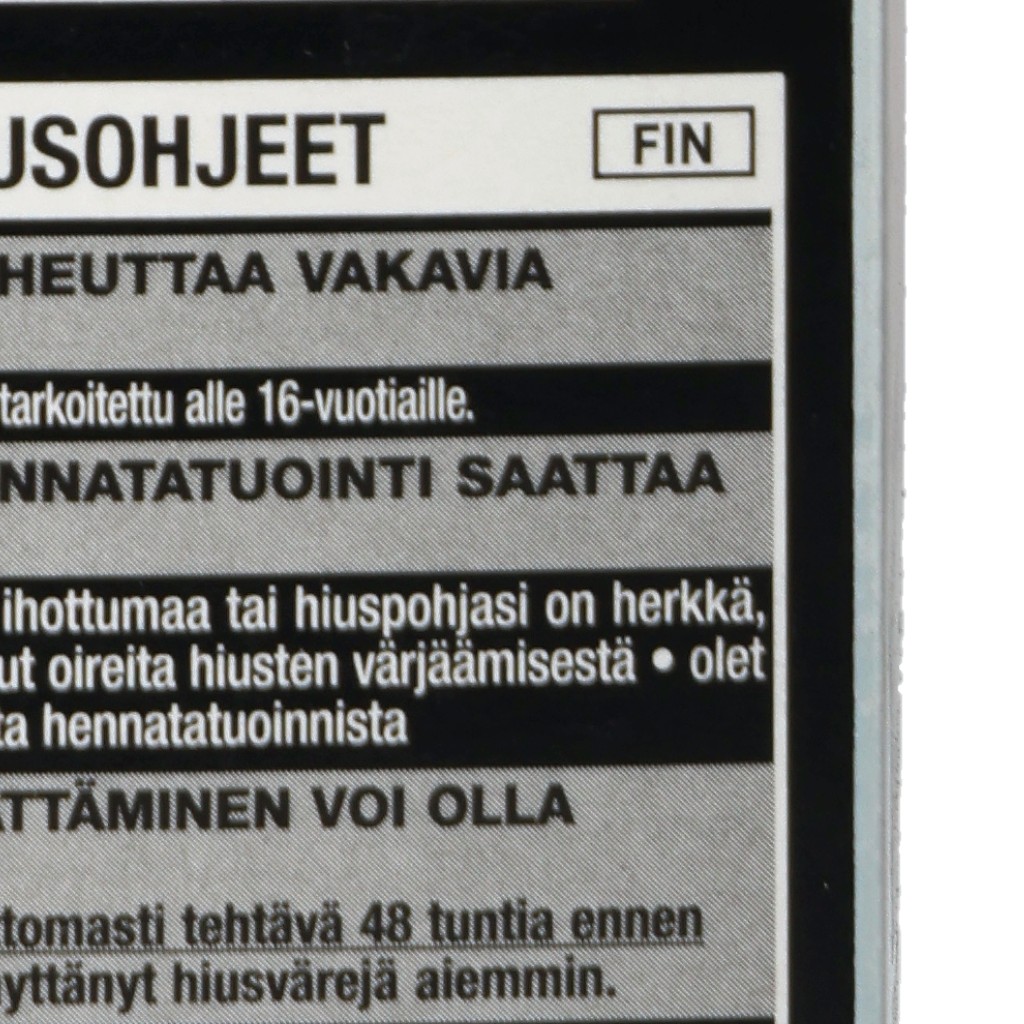 USOHJEET FIN
HEUTTAA VAKAVIA
tarkoitettu alle 16-vuotiaille.
NNATATUOINTI SAATTAA
ihottumaa tai hiuspohjasi on herkkä,
ut oireita hiusten värjäämisestä • olet
ta hennatatuoinnista
TTÄMINEN VOI OLLA
tomasti tehtävä 48 tuntia ennen
yttänyt hiusvärejä aiemmin.